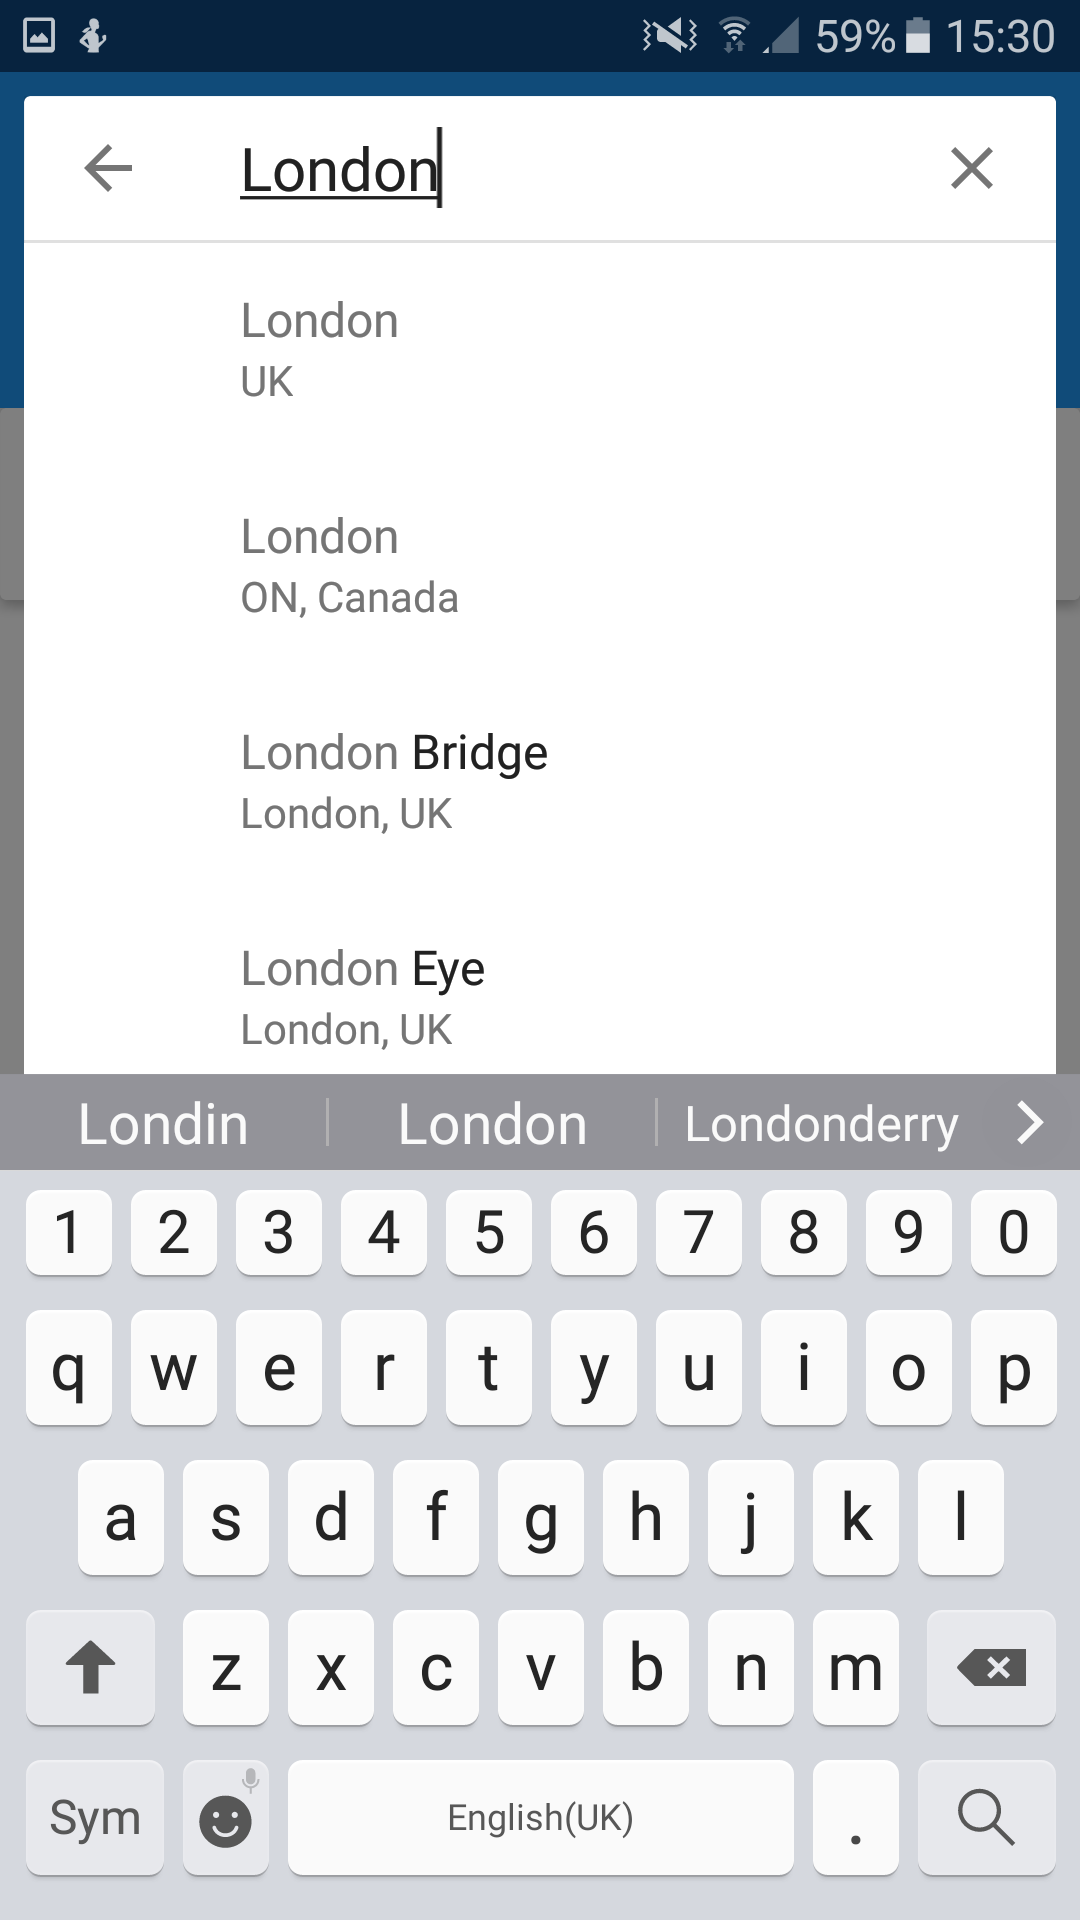 59% 15:30
London
London
UK
London
ON, Canada
London Bridge
London, UK
London Eye
London, UK
Londin London Londonderry
1 2 3 4 5 6 7 8 9 0
q w e r t y u i o p
a s d f g h j k l
z x c v b n m
Sym English(UK) .